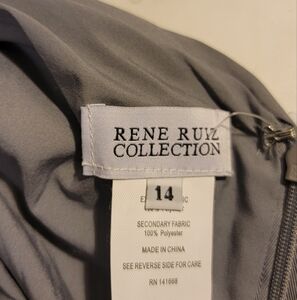 RENE RUIZ
COLLECTION
14
SECONDARY FABRIC
100% Polyester
MADE IN CHINA
SEE REVERSE SIDE FOR CARE
RN 141668